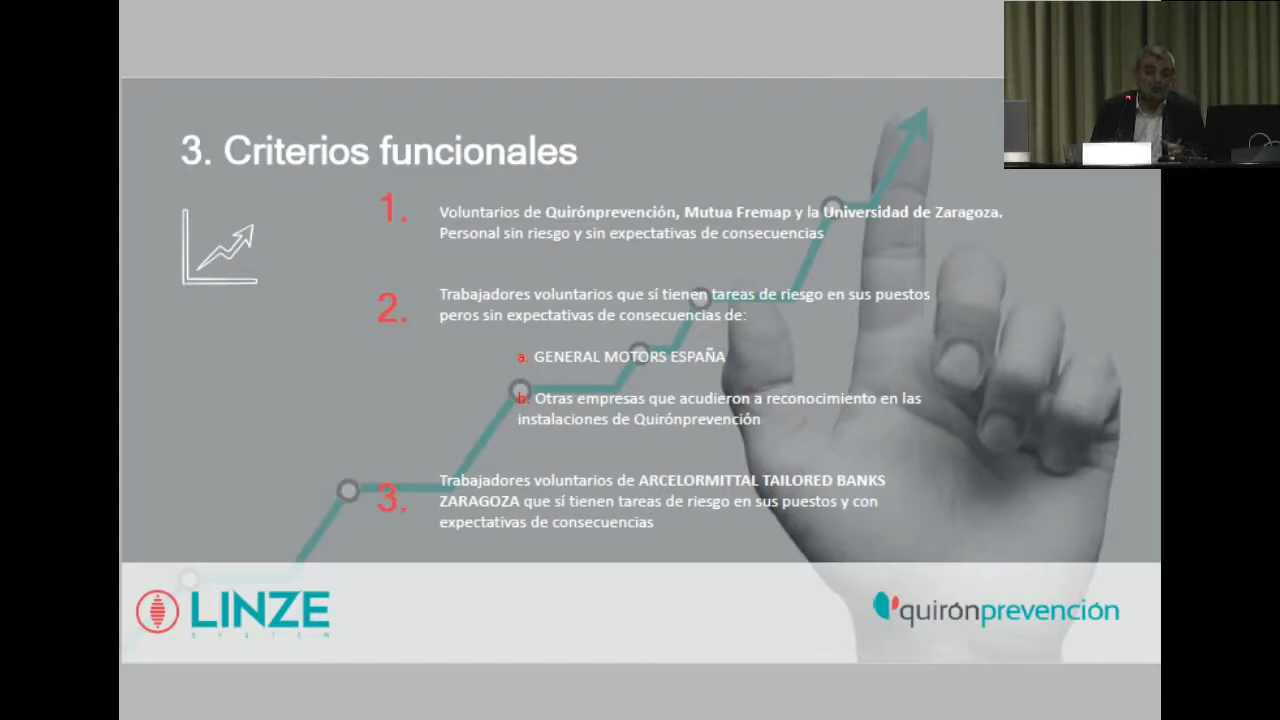 3. Criterios funcionales
1. Voluntarios de Quirónprevención, Mutua Fremap y la Universidad de Zaragoza.
Personal sin riesgo y sin expectativas de consecuencias
2. Trabajadores voluntarios que sí tienen tareas de riesgo en sus puestos
peros sin expectativas de consecuencias de:
a. GENERAL MOTORS ESPAÑA
b. Otras empresas que acudieron a reconocimiento en las
instalaciones de Quirónprevención
3. Trabajadores voluntarios de ARCELORMITTAL TAILORED BANKS
ZARAGOZA que sí tienen tareas de riesgo en sus puestos y con
expectativas de consecuencias
LINZE
SYSTEM
quirónprevención